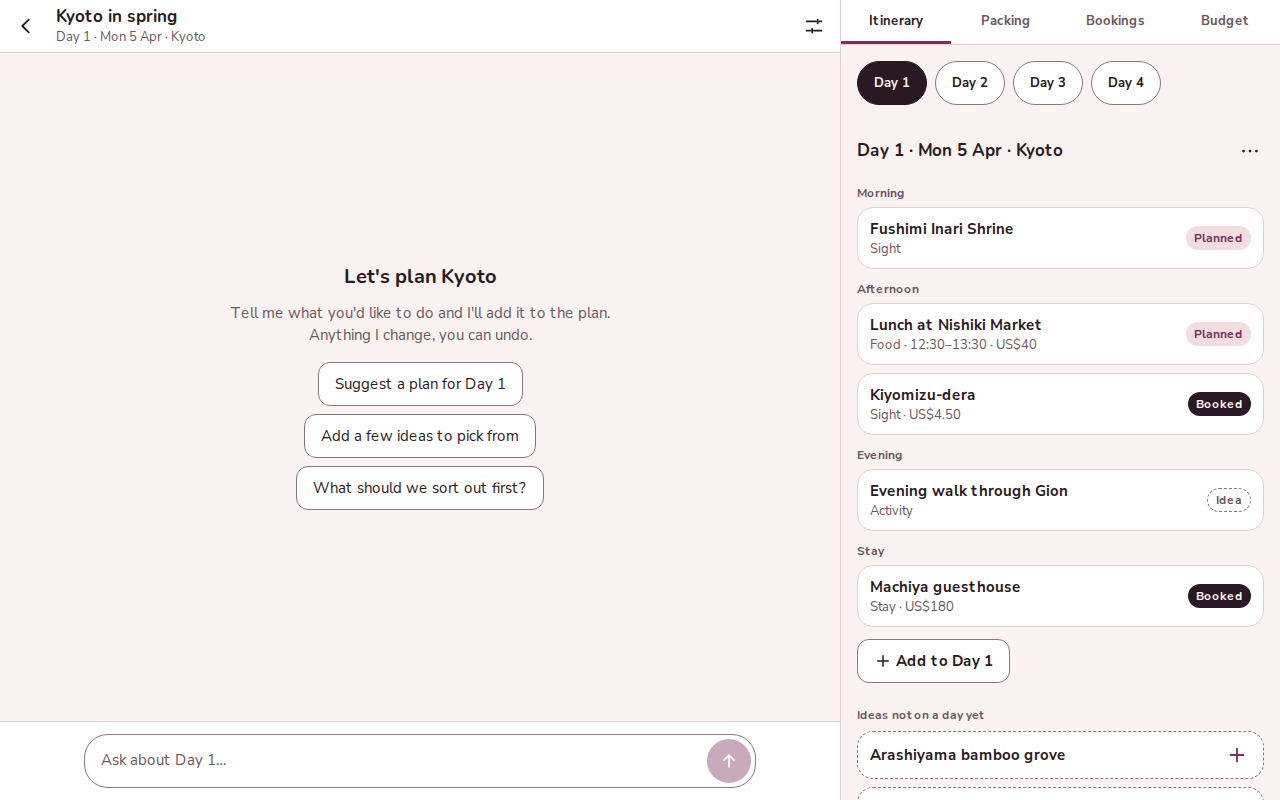 Kyoto in spring
Day 1 · Mon 5 Apr · Kyoto
Let's plan Kyoto
Tell me what you'd like to do and I'll add it to the plan.
Anything I change, you can undo.
Suggest a plan for Day 1
Add a few ideas to pick from
What should we sort out first?
Ask about Day 1...
Itinerary
Packing
Bookings
Budget
Day 1
Day 2
Day 3
Day 4
Day 1 · Mon 5 Apr · Kyoto
Morning
Fushimi Inari Shrine
Sight
Planned
Afternoon
Lunch at Nishiki Market
Food · 12:30–13:30 · US$40
Planned
Kiyomizu-dera
Sight · US$4.50
Booked
Evening
Evening walk through Gion
Activity
Idea
Stay
Machiya guesthouse
Stay · US$180
Booked
Add to Day 1
Ideas not on a day yet
Arashiyama bamboo grove